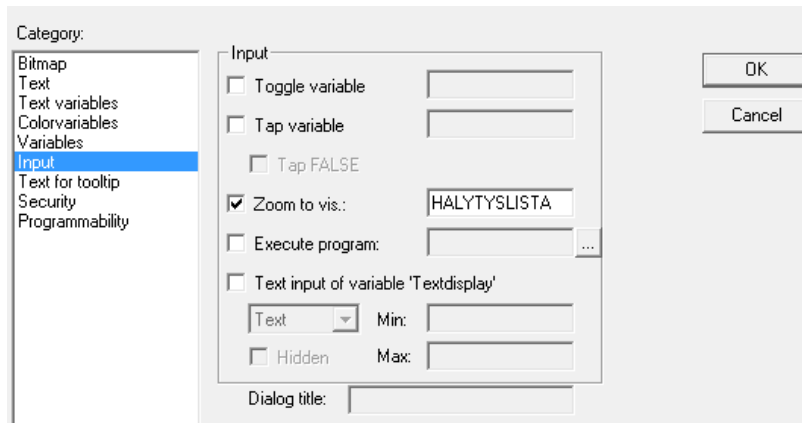 Category:
Bitmap
Text
Text variables
Colorvariables
Variables
Input
Text for tooltip
Security
Programmability
Input
Toggle variable
Tap variable
Tap FALSE
Zoom to vis.: HALYTYSLISTA
Execute program: ...
Text input of variable 'Textdisplay'
Text Min:
Hidden Max:
Dialog title:
OK
Cancel